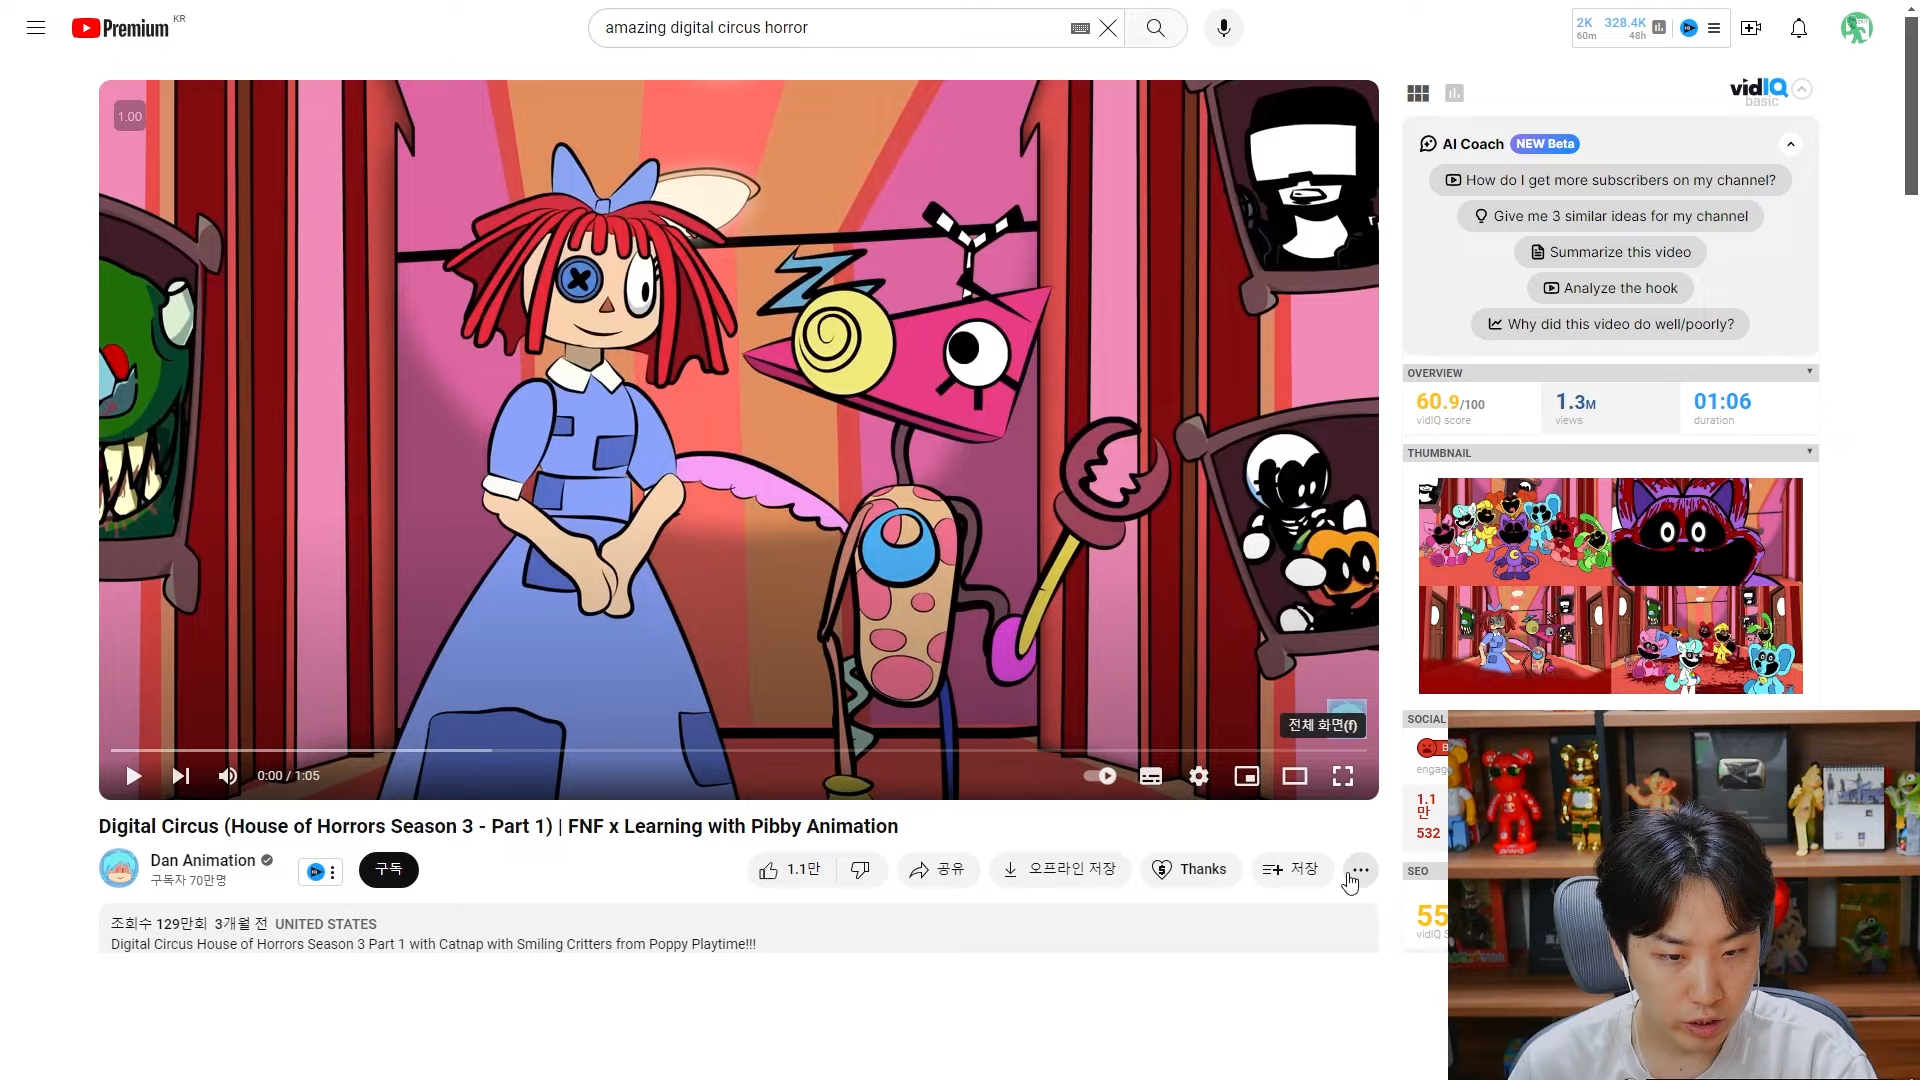 Premium KR
amazing digital circus horror
2K 328.4K
60m 48h
1.00
vidIQ
basic
AI Coach NEW Beta
How do I get more subscribers on my channel?
Give me 3 similar ideas for my channel
Summarize this video
Analyze the hook
Why did this video do well/poorly?
OVERVIEW
60.9/100 1.3M 01:06
vidIQ score views duration
THUMBNAIL
전체 화면(f)
0:00 / 1:05
SOCIAL
B
engag
1.1
만
532
SEO
55
vidIQ S
Digital Circus (House of Horrors Season 3 - Part 1) | FNF x Learning with Pibby Animation
Dan Animation
구독자 70만명
구독
1.1만
공유
오프라인 저장
Thanks
저장
조회수 129만회 3개월 전 UNITED STATES
Digital Circus House of Horrors Season 3 Part 1 with Catnap with Smiling Critters from Poppy Playtime!!!